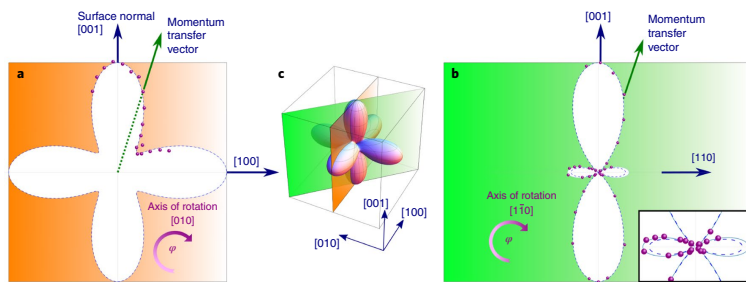 Surface normal
[001]
Momentum
transfer
vector
a
[100]
Axis of rotation
[010]
φ
c
[001]
[100]
[010]
[001]
Momentum
transfer
vector
b
[110]
Axis of rotation
[11̄0]
φ